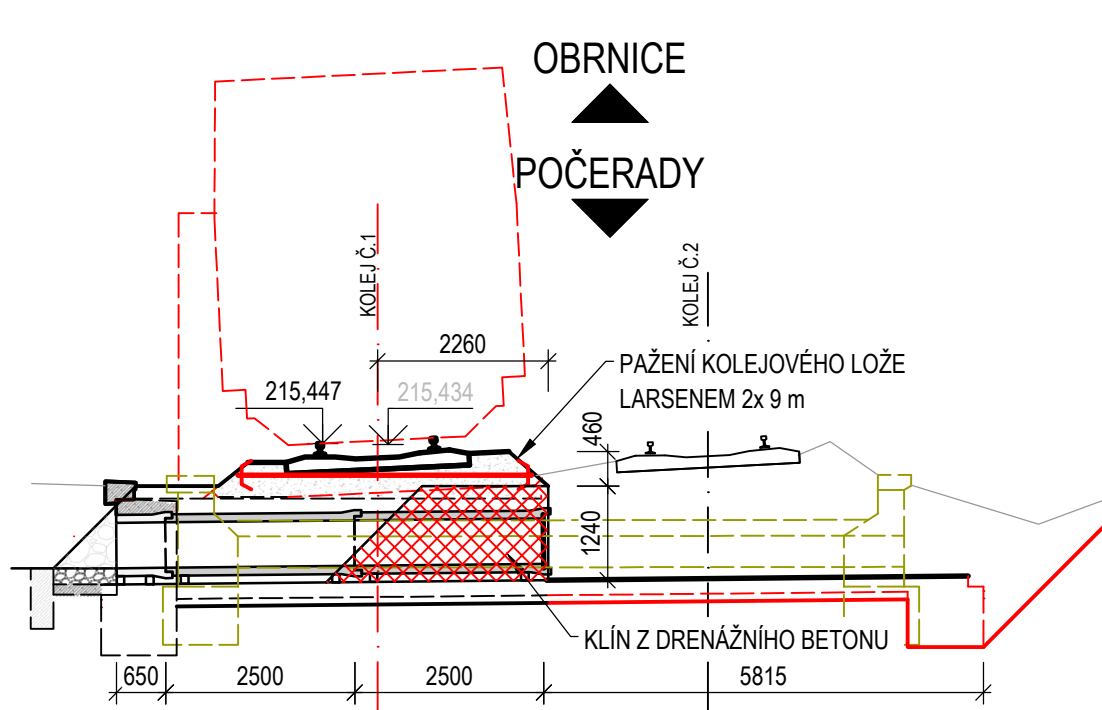 OBRNICE
POČERADY
KOLEJ Č.1
KOLEJ Č.2
2260
215,447
215,434
PAŽENÍ KOLEJOVÉHO LOŽE
LARSENEM 2x 9 m
460
1240
KLÍN Z DRENÁŽNÍHO BETONU
650
2500
2500
5815